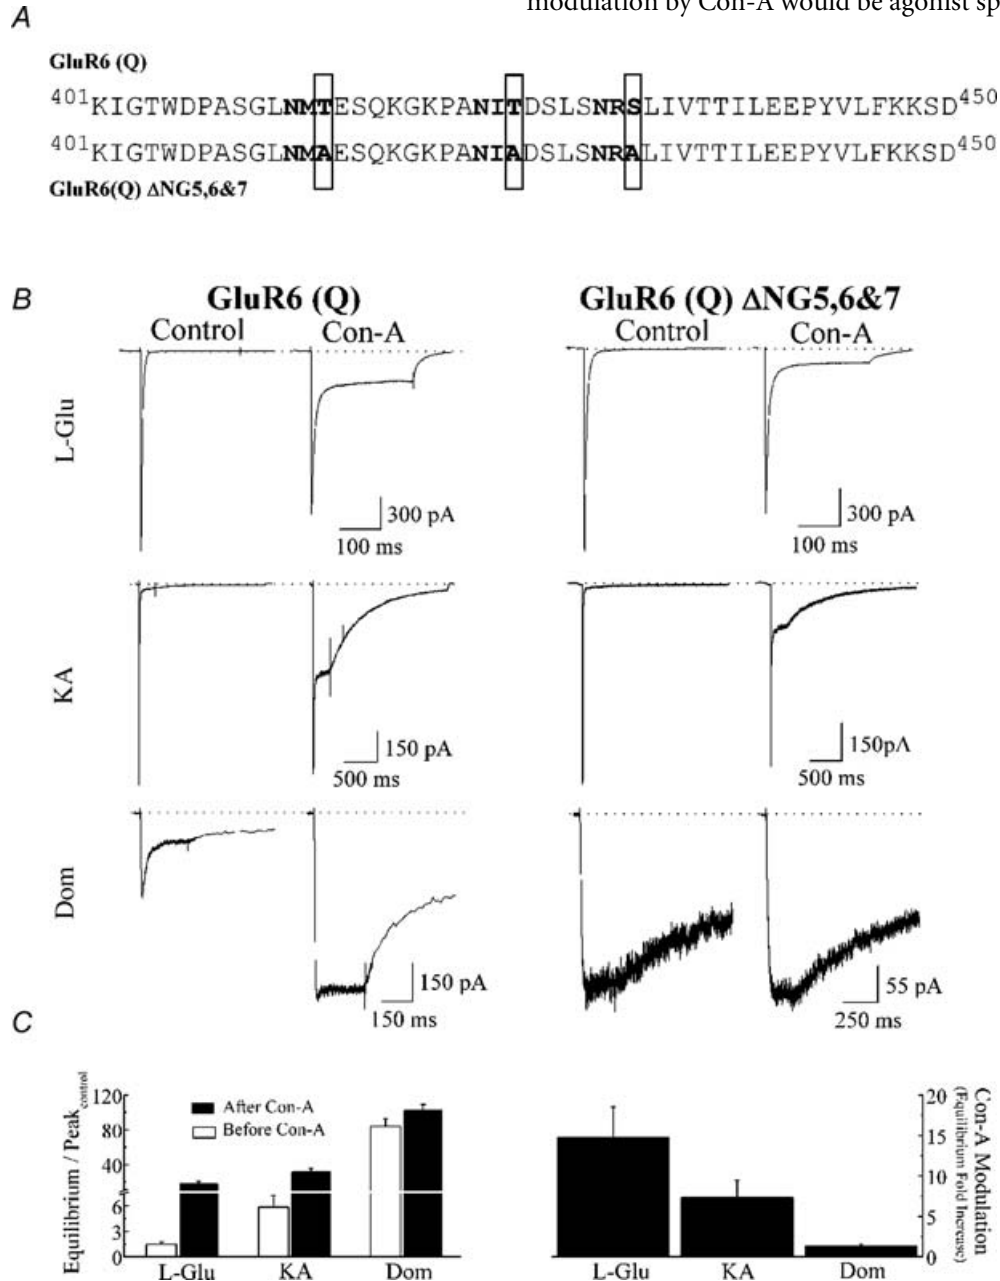 modulation by Con-A would be agonist sp
A
GluR6 (Q)
401KIGTWDPASGLNMTESQKGKPANITDSLSNRSLIVTTILEEPYVLFKKSD450
401KIGTWDPASGLNMAESQKGKPANIADSLSNRALIVTTILEEPYVLFKKSD450
GluR6(Q) ΔNG5,6&7
B
GluR6 (Q)
Control
Con-A
GluR6 (Q) ΔNG5,6&7
Control
Con-A
L-Glu
300 pA
100 ms
300 pA
100 ms
KA
150 pA
500 ms
150pA
500 ms
Dom
150 pA
150 ms
55 pA
250 ms
C
Equilibrium / Peak control
120
80
40
6
3
0
After Con-A
Before Con-A
L-Glu
KA
Dom
20
15
10
5
0
Con-A Modulation
(Equilibrium Fold Increase)
L-Glu
KA
Dom